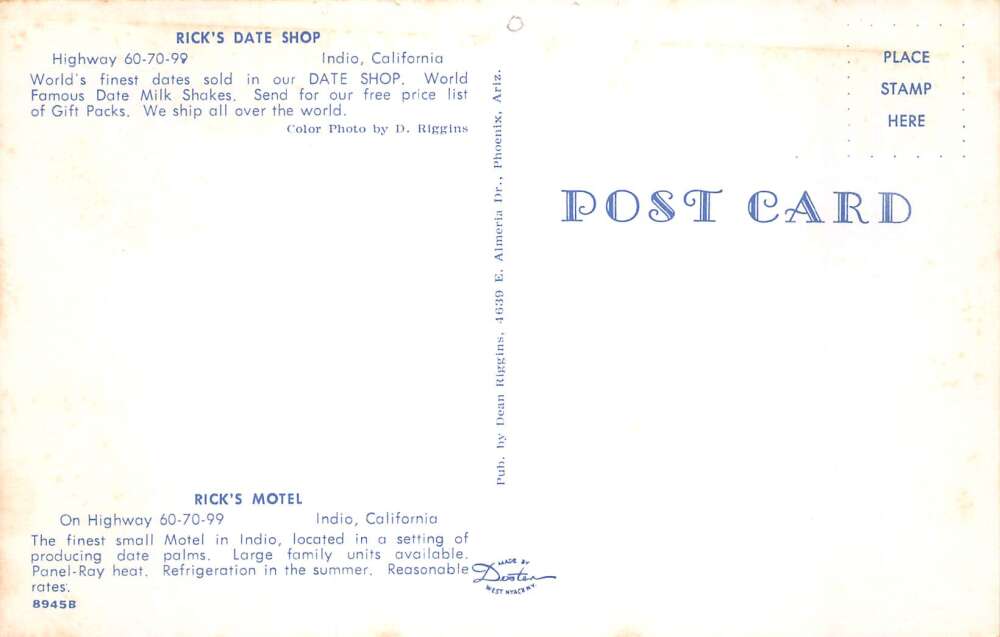 RICK'S DATE SHOP
Highway 60-70-99 Indio, California
World's finest dates sold in our DATE SHOP. World
Famous Date Milk Shakes. Send for our free price list
of Gift Packs. We ship all over the world.
Color Photo by D. Riggins
RICK'S MOTEL
On Highway 60-70-99 Indio, California
The finest small Motel in Indio, located in a setting of
producing date palms. Large family units available.
Panel-Ray heat. Refrigeration in the summer. Reasonable
rates.
8945B
Pub. by Dean Riggins, 4639 E. Almeria Dr., Phoenix, Ariz.
MADE BY
Dexter
WEST NYACK N.Y.
PLACE
STAMP
HERE
POST CARD